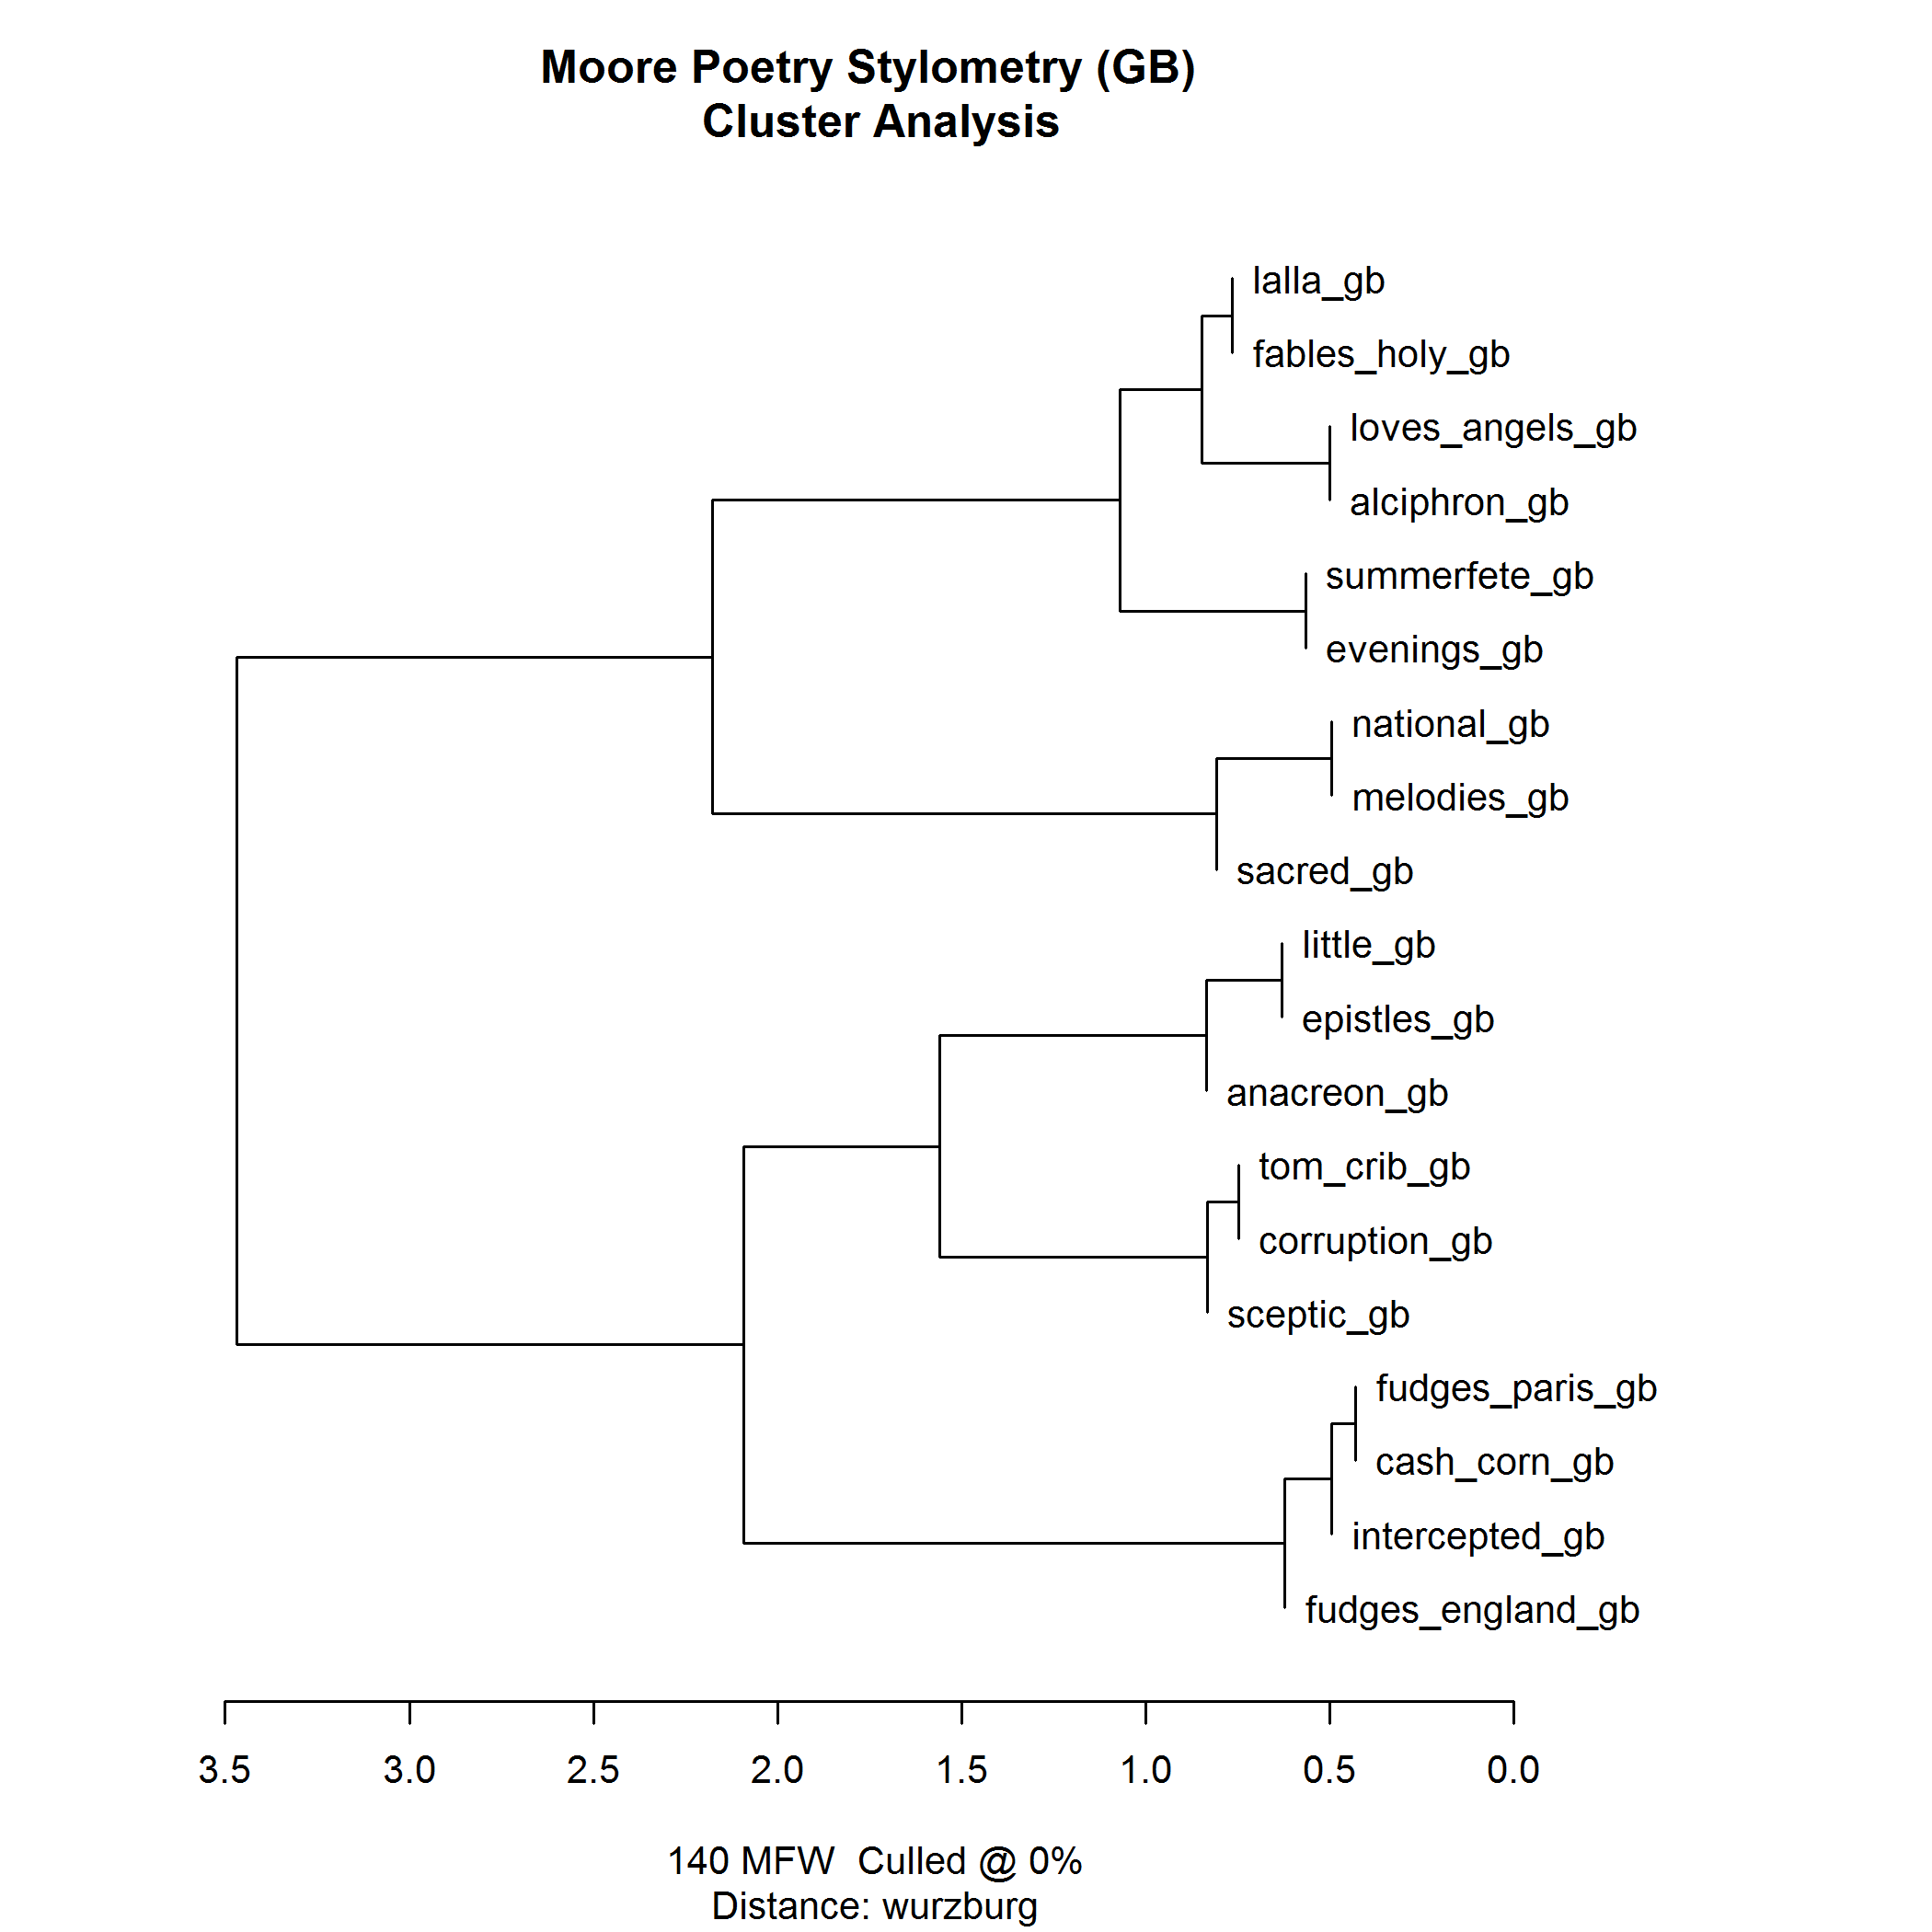 Moore Poetry Stylometry (GB)
Cluster Analysis
lalla_gb
fables_holy_gb
loves_angels_gb
alciphron_gb
summerfete_gb
evenings_gb
national_gb
melodies_gb
sacred_gb
little_gb
epistles_gb
anacreon_gb
tom_crib_gb
corruption_gb
sceptic_gb
fudges_paris_gb
cash_corn_gb
intercepted_gb
fudges_england_gb
3.5 3.0 2.5 2.0 1.5 1.0 0.5 0.0
140 MFW  Culled @ 0%
Distance: wurzburg